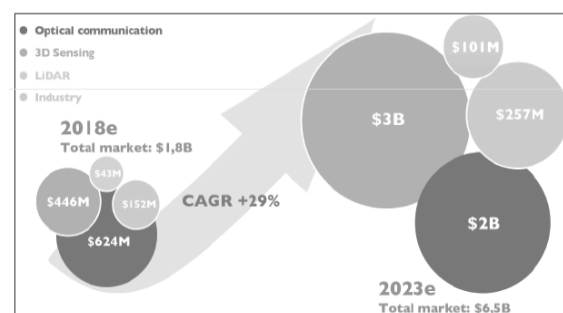 Optical communication
3D Sensing
LiDAR
Industry
2018e
Total market: $1,8B
$43M
$446M
$152M
$624M
CAGR +29%
$101M
$3B
$257M
$2B
2023e
Total market: $6,5B